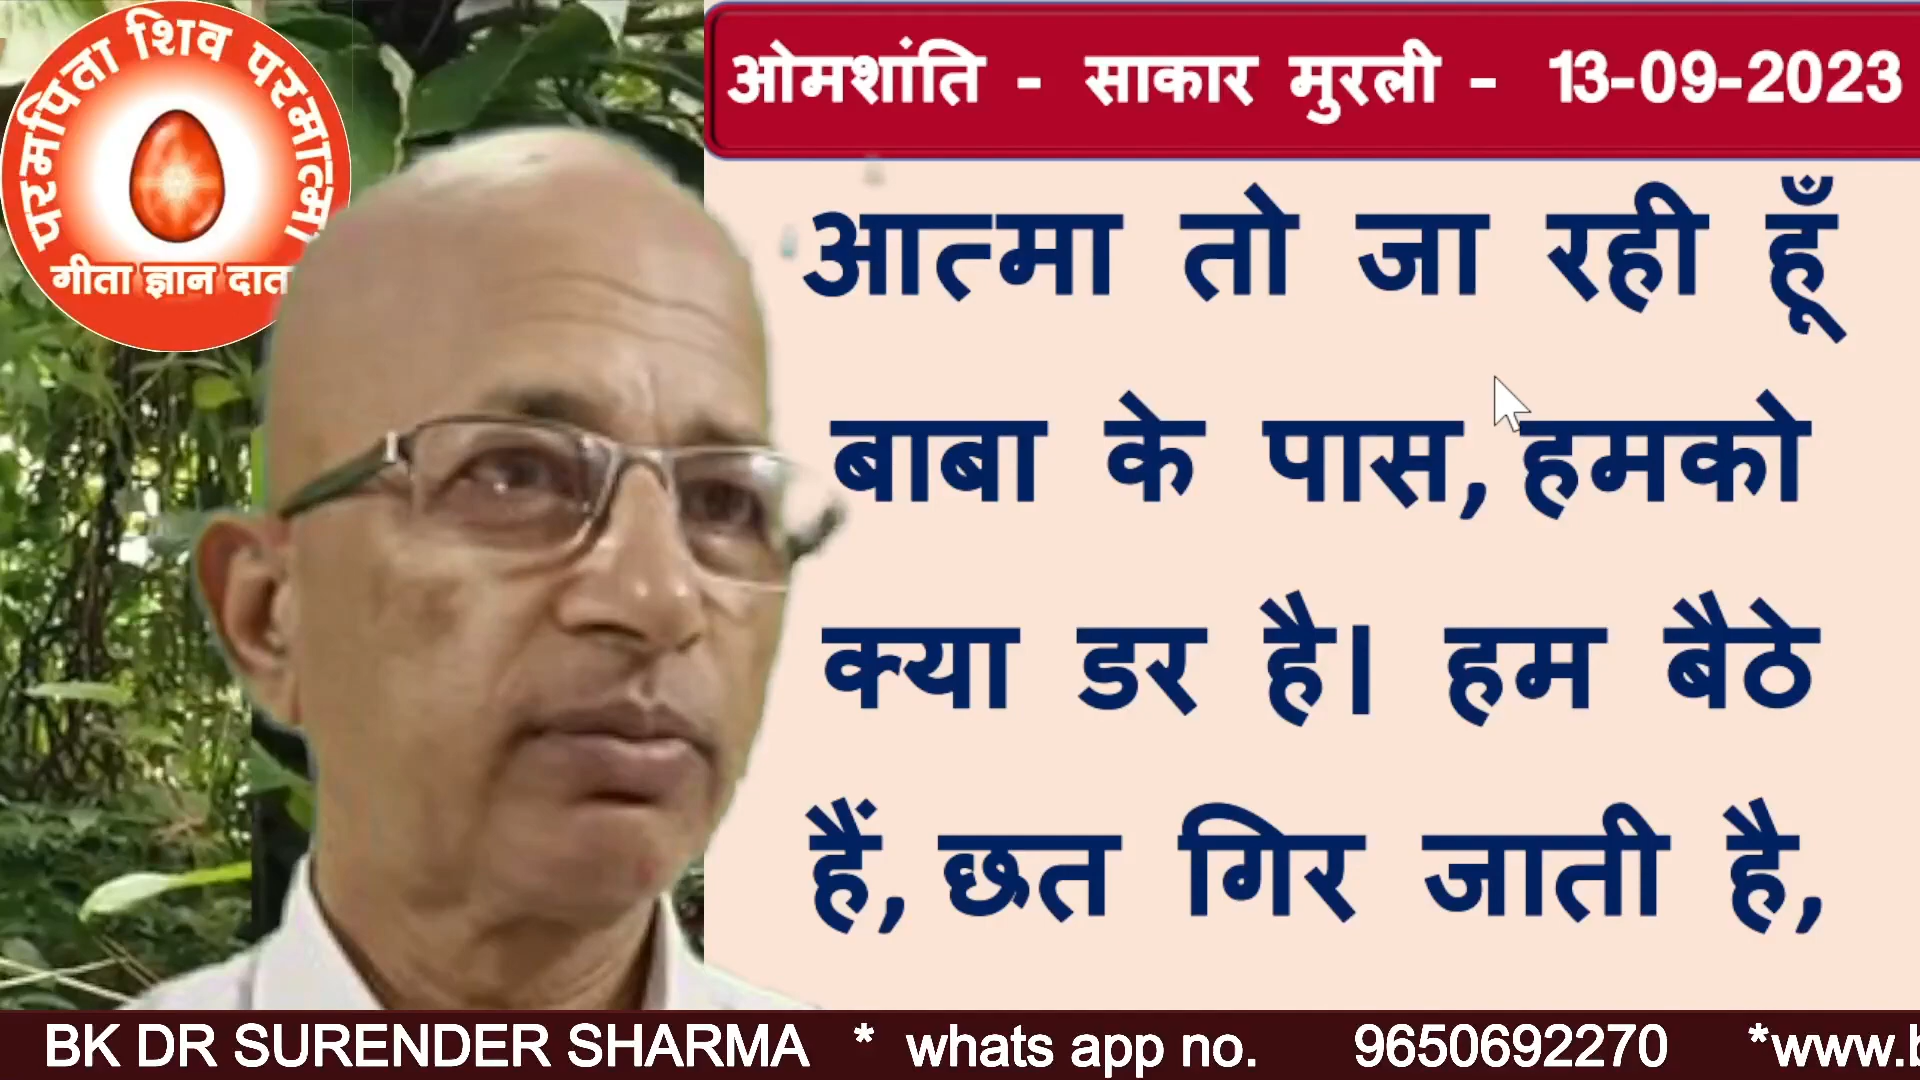 परमपिता शिव परमात्मा
गीता ज्ञान दात
ओमशांति - साकार मुरली - 13-09-2023
आत्मा तो जा रही हूँ
बाबा के पास, हमको
क्या डर है। हम बैठे
हैं, छत गिर जाती है,
BK DR SURENDER SHARMA * whats app no. 9650692270 *www.b